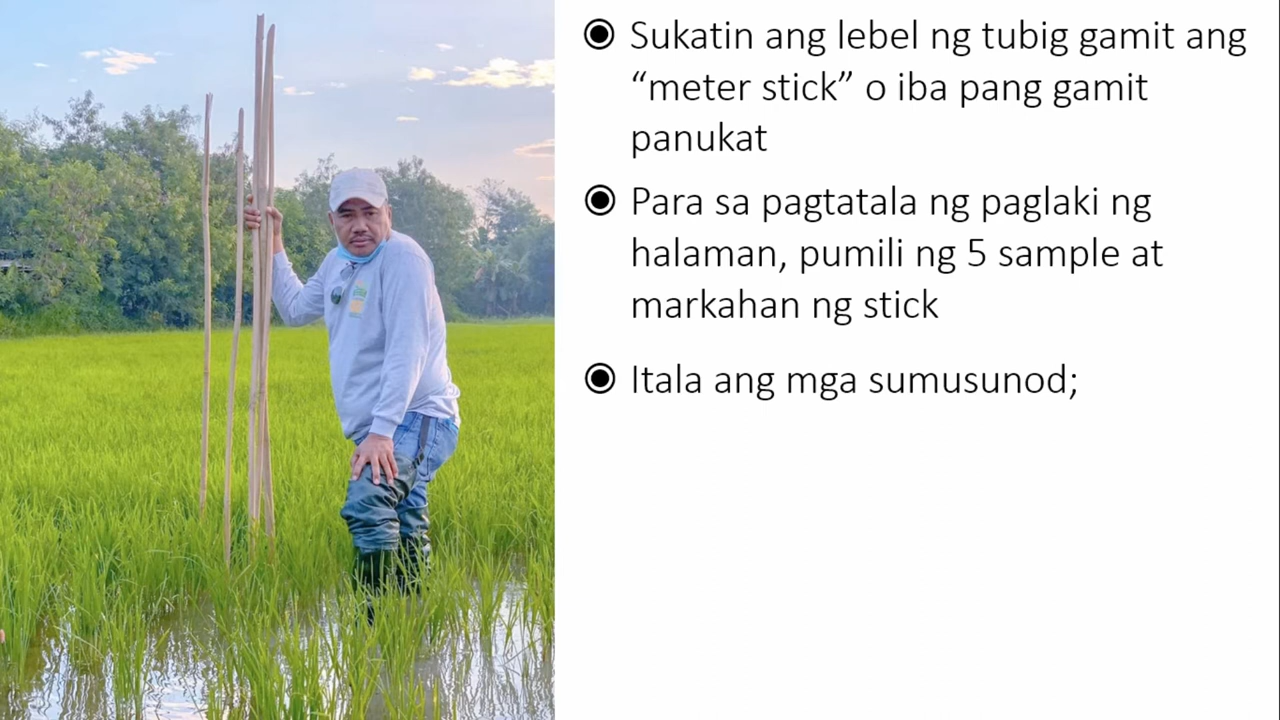 Sukatin ang lebel ng tubig gamit ang
“meter stick” o iba pang gamit
panukat
Para sa pagtatala ng paglaki ng
halaman, pumili ng 5 sample at
markahan ng stick
Itala ang mga sumusunod;